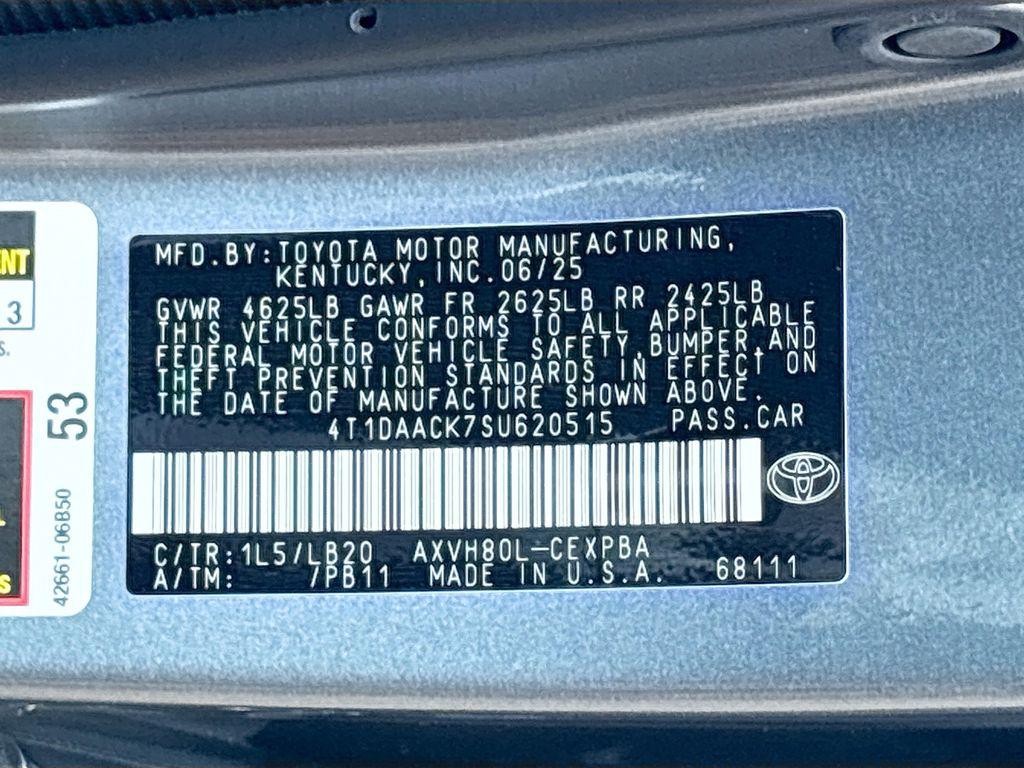 MFD.BY:TOYOTA MOTOR MANUFACTURING,
KENTUCKY,INC.06/25
GVWR 4625LB GAWR FR 2625LB RR 2425LB
THIS VEHICLE CONFORMS TO ALL APPLICABLE
FEDERAL MOTOR VEHICLE SAFETY,BUMPER,AND
THEFT PREVENTION STANDARDS IN EFFECT ON
THE DATE OF MANUFACTURE SHOWN ABOVE.
4T1DAACK7SU620515 PASS.CAR
C/TR:1L5/LB20 AXVH80L-CEXPBA
A/TM: /PB11 MADE IN U.S.A. 68111
53
42661-06B50
3